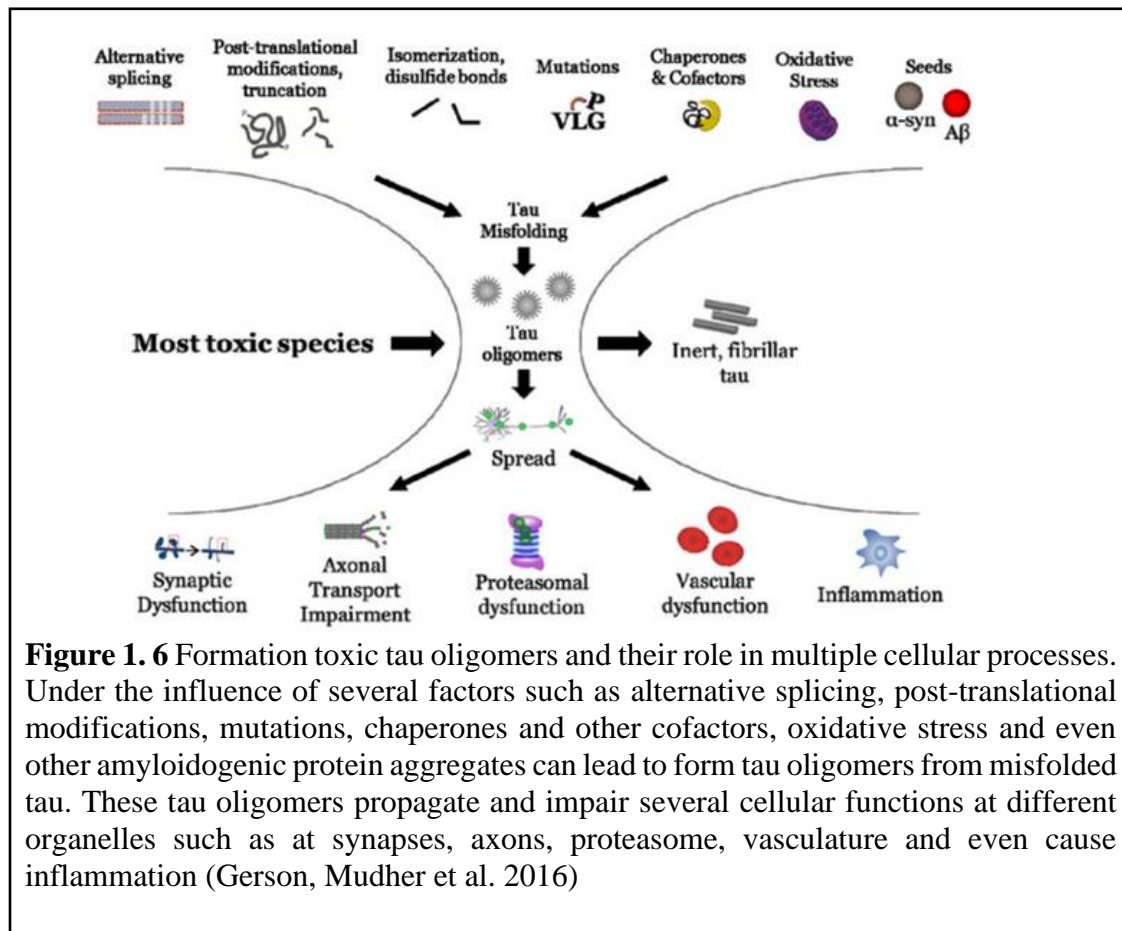 Alternative
splicing
Post-translational
modifications,
truncation
Isomerization,
disulfide bonds
Mutations
P
VLG
Chaperones
& Cofactors
Oxidative
Stress
Seeds
α-syn
Aβ
Tau
Misfolding
Most toxic species
Tau
oligomers
Inert, fibrillar
tau
Spread
Synaptic
Dysfunction
Axonal
Transport
Impairment
Proteasomal
dysfunction
Vascular
dysfunction
Inflammation
Figure 1. 6 Formation toxic tau oligomers and their role in multiple cellular processes.
Under the influence of several factors such as alternative splicing, post-translational
modifications, mutations, chaperones and other cofactors, oxidative stress and even
other amyloidogenic protein aggregates can lead to form tau oligomers from misfolded
tau. These tau oligomers propagate and impair several cellular functions at different
organelles such as at synapses, axons, proteasome, vasculature and even cause
inflammation (Gerson, Mudher et al. 2016)